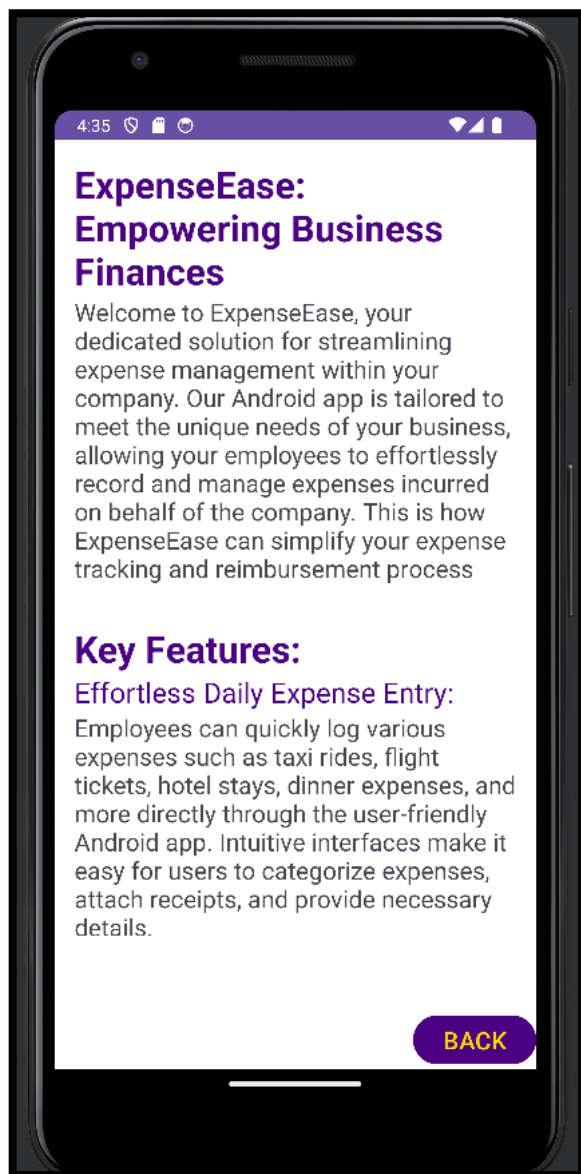 4:35
ExpenseEase:
Empowering Business
Finances
Welcome to ExpenseEase, your
dedicated solution for streamlining
expense management within your
company. Our Android app is tailored to
meet the unique needs of your business,
allowing your employees to effortlessly
record and manage expenses incurred
on behalf of the company. This is how
ExpenseEase can simplify your expense
tracking and reimbursement process
Key Features:
Effortless Daily Expense Entry:
Employees can quickly log various
expenses such as taxi rides, flight
tickets, hotel stays, dinner expenses, and
more directly through the user-friendly
Android app. Intuitive interfaces make it
easy for users to categorize expenses,
attach receipts, and provide necessary
details.
BACK